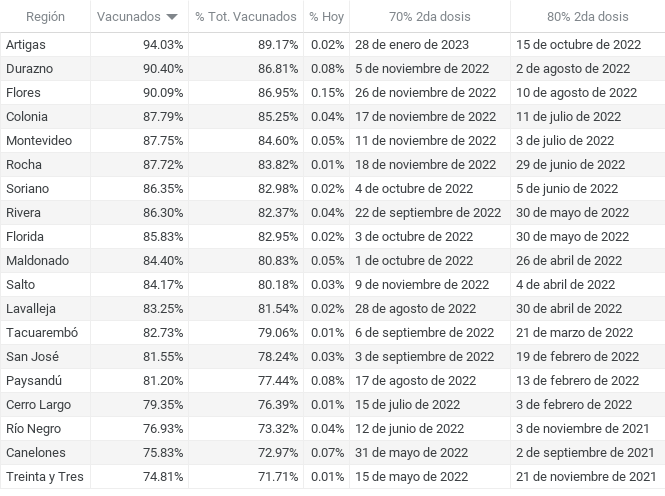 Región Vacunados % Tot. Vacunados % Hoy 70% 2da dosis 80% 2da dosis
Artigas 94.03% 89.17% 0.02% 28 de enero de 2023 15 de octubre de 2022
Durazno 90.40% 86.81% 0.08% 5 de noviembre de 2022 2 de agosto de 2022
Flores 90.09% 86.95% 0.15% 26 de noviembre de 2022 10 de agosto de 2022
Colonia 87.79% 85.25% 0.04% 17 de noviembre de 2022 11 de julio de 2022
Montevideo 87.75% 84.60% 0.05% 11 de noviembre de 2022 3 de julio de 2022
Rocha 87.72% 83.82% 0.01% 18 de noviembre de 2022 29 de junio de 2022
Soriano 86.35% 82.98% 0.02% 4 de octubre de 2022 5 de junio de 2022
Rivera 86.30% 82.37% 0.04% 22 de septiembre de 2022 30 de mayo de 2022
Florida 85.83% 82.95% 0.02% 3 de octubre de 2022 30 de mayo de 2022
Maldonado 84.40% 80.83% 0.05% 1 de octubre de 2022 26 de abril de 2022
Salto 84.17% 80.18% 0.03% 9 de noviembre de 2022 4 de abril de 2022
Lavalleja 83.25% 81.54% 0.02% 28 de agosto de 2022 30 de abril de 2022
Tacuarembó 82.73% 79.06% 0.01% 6 de septiembre de 2022 21 de marzo de 2022
San José 81.55% 78.24% 0.03% 3 de septiembre de 2022 19 de febrero de 2022
Paysandú 81.20% 77.44% 0.08% 17 de agosto de 2022 13 de febrero de 2022
Cerro Largo 79.35% 76.39% 0.01% 15 de julio de 2022 3 de febrero de 2022
Río Negro 76.93% 73.32% 0.04% 12 de junio de 2022 3 de noviembre de 2021
Canelones 75.83% 72.97% 0.07% 31 de mayo de 2022 2 de septiembre de 2021
Treinta y Tres 74.81% 71.71% 0.01% 15 de mayo de 2022 21 de noviembre de 2021